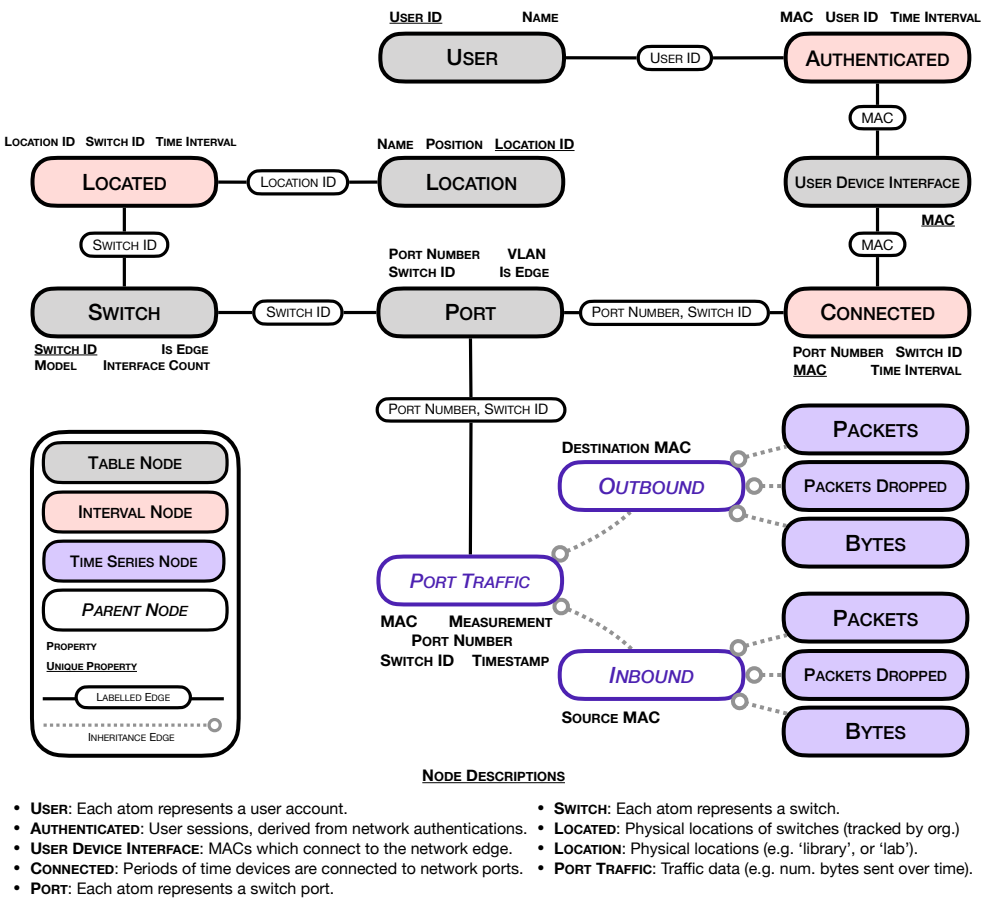 User ID Name
User
User ID
MAC User ID Time Interval
Authenticated
MAC
Location ID Switch ID Time Interval
Located
Location ID
Name Position Location ID
Location
User Device Interface
MAC
Switch ID
MAC
Port Number VLAN
Switch ID Is Edge
Switch
Switch ID
Port
Port Number, Switch ID
Connected
Switch ID Is Edge
Model Interface Count
Port Number Switch ID
MAC Time Interval
Port Number, Switch ID
Destination MAC
Outbound
Packets
Packets Dropped
Bytes
Port Traffic
MAC Measurement
Port Number
Switch ID Timestamp
Inbound
Source MAC
Packets
Packets Dropped
Bytes
Table Node
Interval Node
Time Series Node
Parent Node
Property
Unique Property
Labelled Edge
Inheritance Edge
Node Descriptions
• User: Each atom represents a user account.
• Authenticated: User sessions, derived from network authentications.
• User Device Interface: MACs which connect to the network edge.
• Connected: Periods of time devices are connected to network ports.
• Port: Each atom represents a switch port.
• Switch: Each atom represents a switch.
• Located: Physical locations of switches (tracked by org.)
• Location: Physical locations (e.g. ‘library’, or ‘lab’).
• Port Traffic: Traffic data (e.g. num. bytes sent over time).